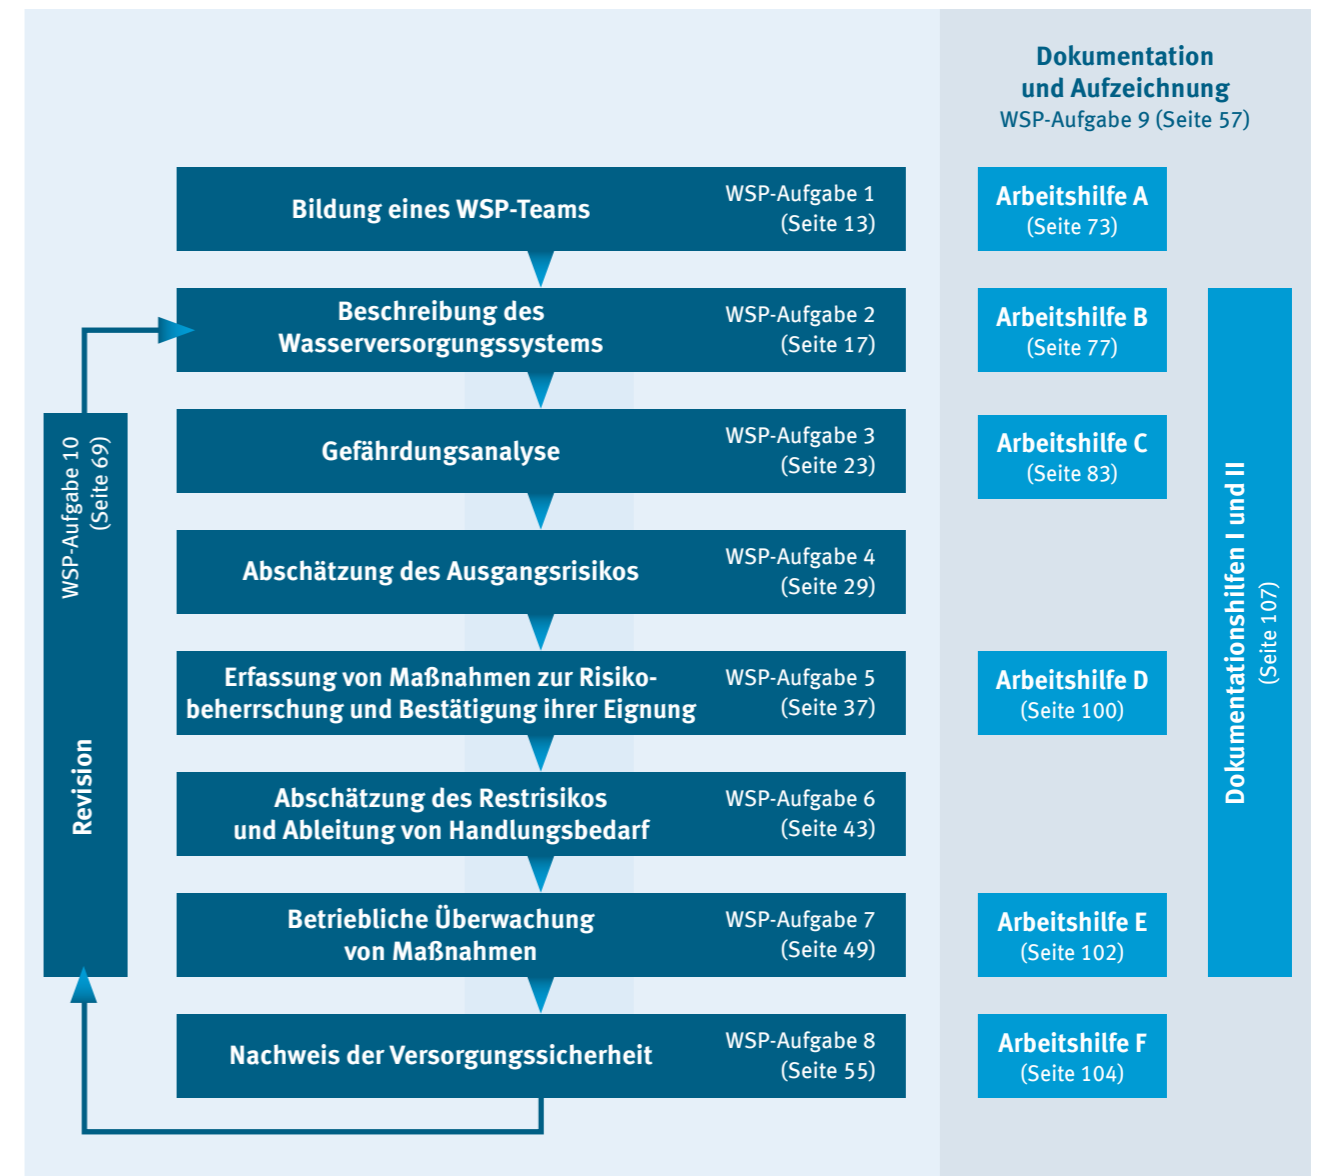 Dokumentation
und Aufzeichnung
WSP-Aufgabe 9 (Seite 57)
Bildung eines WSP-Teams
WSP-Aufgabe 1
(Seite 13)
Arbeitshilfe A
(Seite 73)
Beschreibung des
Wasserversorgungssystems
WSP-Aufgabe 2
(Seite 17)
Arbeitshilfe B
(Seite 77)
Gefährdungsanalyse
WSP-Aufgabe 3
(Seite 23)
Arbeitshilfe C
(Seite 83)
Abschätzung des Ausgangsrisikos
WSP-Aufgabe 4
(Seite 29)
Erfassung von Maßnahmen zur Risiko-
beherrschung und Bestätigung ihrer Eignung
WSP-Aufgabe 5
(Seite 37)
Arbeitshilfe D
(Seite 100)
Abschätzung des Restrisikos
und Ableitung von Handlungsbedarf
WSP-Aufgabe 6
(Seite 43)
Betriebliche Überwachung
von Maßnahmen
WSP-Aufgabe 7
(Seite 49)
Arbeitshilfe E
(Seite 102)
Nachweis der Versorgungssicherheit
WSP-Aufgabe 8
(Seite 55)
Arbeitshilfe F
(Seite 104)
Revision
WSP-Aufgabe 10
(Seite 69)
Dokumentationshilfen I und II
(Seite 107)